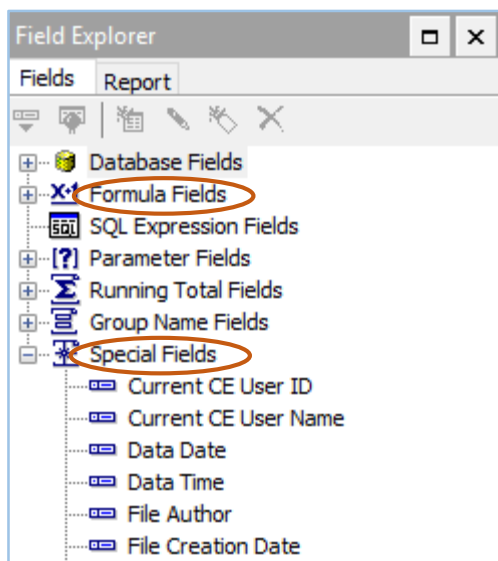 Field Explorer
Fields Report
Database Fields
X+1 Formula Fields
SQL SQL Expression Fields
[?] Parameter Fields
Σ Running Total Fields
Group Name Fields
Special Fields
Current CE User ID
Current CE User Name
Data Date
Data Time
File Author
File Creation Date